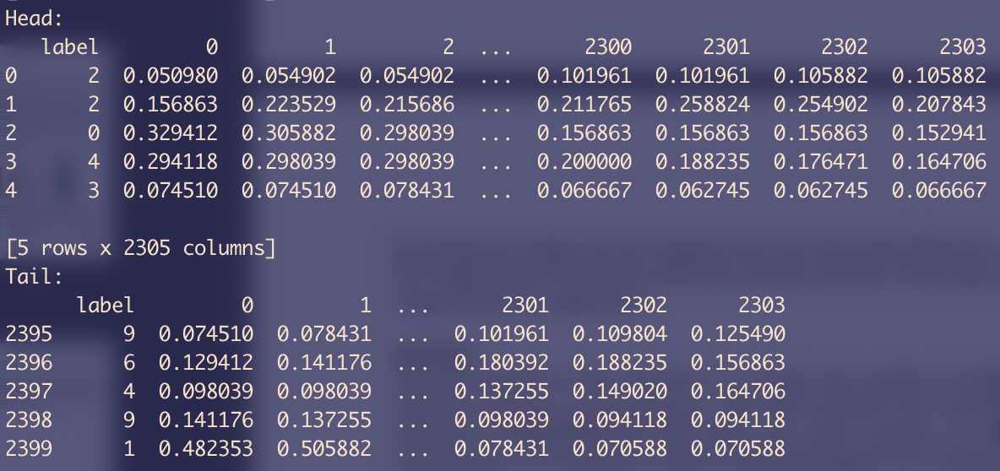 Head:
   label         0         1         2  ...      2300      2301      2302      2303
0      2  0.050980  0.054902  0.054902  ...  0.101961  0.101961  0.105882  0.105882
1      2  0.156863  0.223529  0.215686  ...  0.211765  0.258824  0.254902  0.207843
2      0  0.329412  0.305882  0.298039  ...  0.156863  0.156863  0.156863  0.152941
3      4  0.294118  0.298039  0.298039  ...  0.200000  0.188235  0.176471  0.164706
4      3  0.074510  0.074510  0.078431  ...  0.066667  0.062745  0.062745  0.066667
[5 rows x 2305 columns]
Tail:
      label         0         1  ...      2301      2302      2303
2395      9  0.074510  0.078431  ...  0.101961  0.109804  0.125490
2396      6  0.129412  0.141176  ...  0.180392  0.188235  0.156863
2397      4  0.098039  0.098039  ...  0.137255  0.149020  0.164706
2398      9  0.141176  0.137255  ...  0.098039  0.094118  0.094118
2399      1  0.482353  0.505882  ...  0.078431  0.070588  0.070588